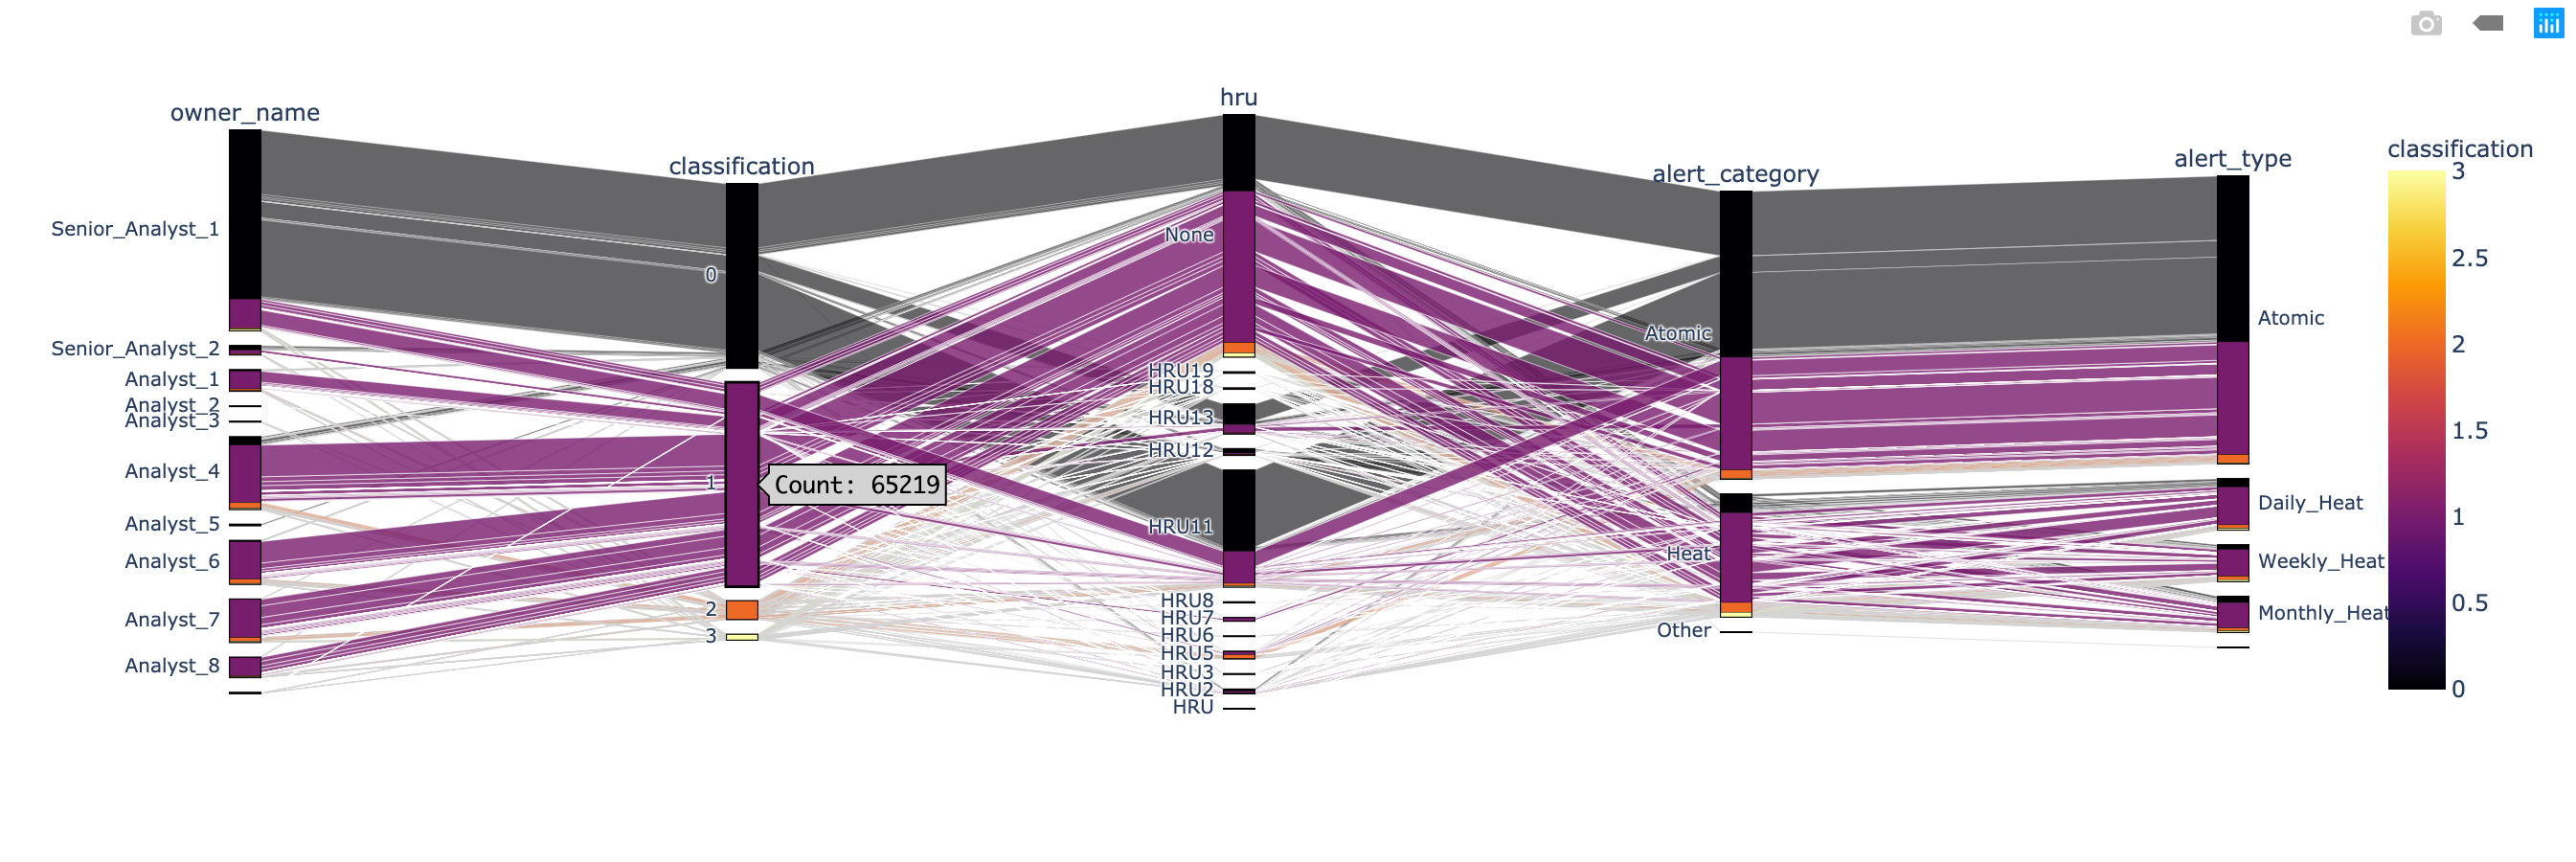 owner_name
Senior_Analyst_1
Senior_Analyst_2
Analyst_1
Analyst_2
Analyst_3
Analyst_4
Analyst_5
Analyst_6
Analyst_7
Analyst_8
classification
0
1
2
3
Count: 65219
hru
None
HRU19
HRU18
HRU13
HRU12
HRU11
HRU8
HRU7
HRU6
HRU5
HRU3
HRU2
HRU
alert_category
Atomic
Heat
Other
alert_type
Atomic
Daily_Heat
Weekly_Heat
Monthly_Heat
classification
3
2.5
2
1.5
1
0.5
0